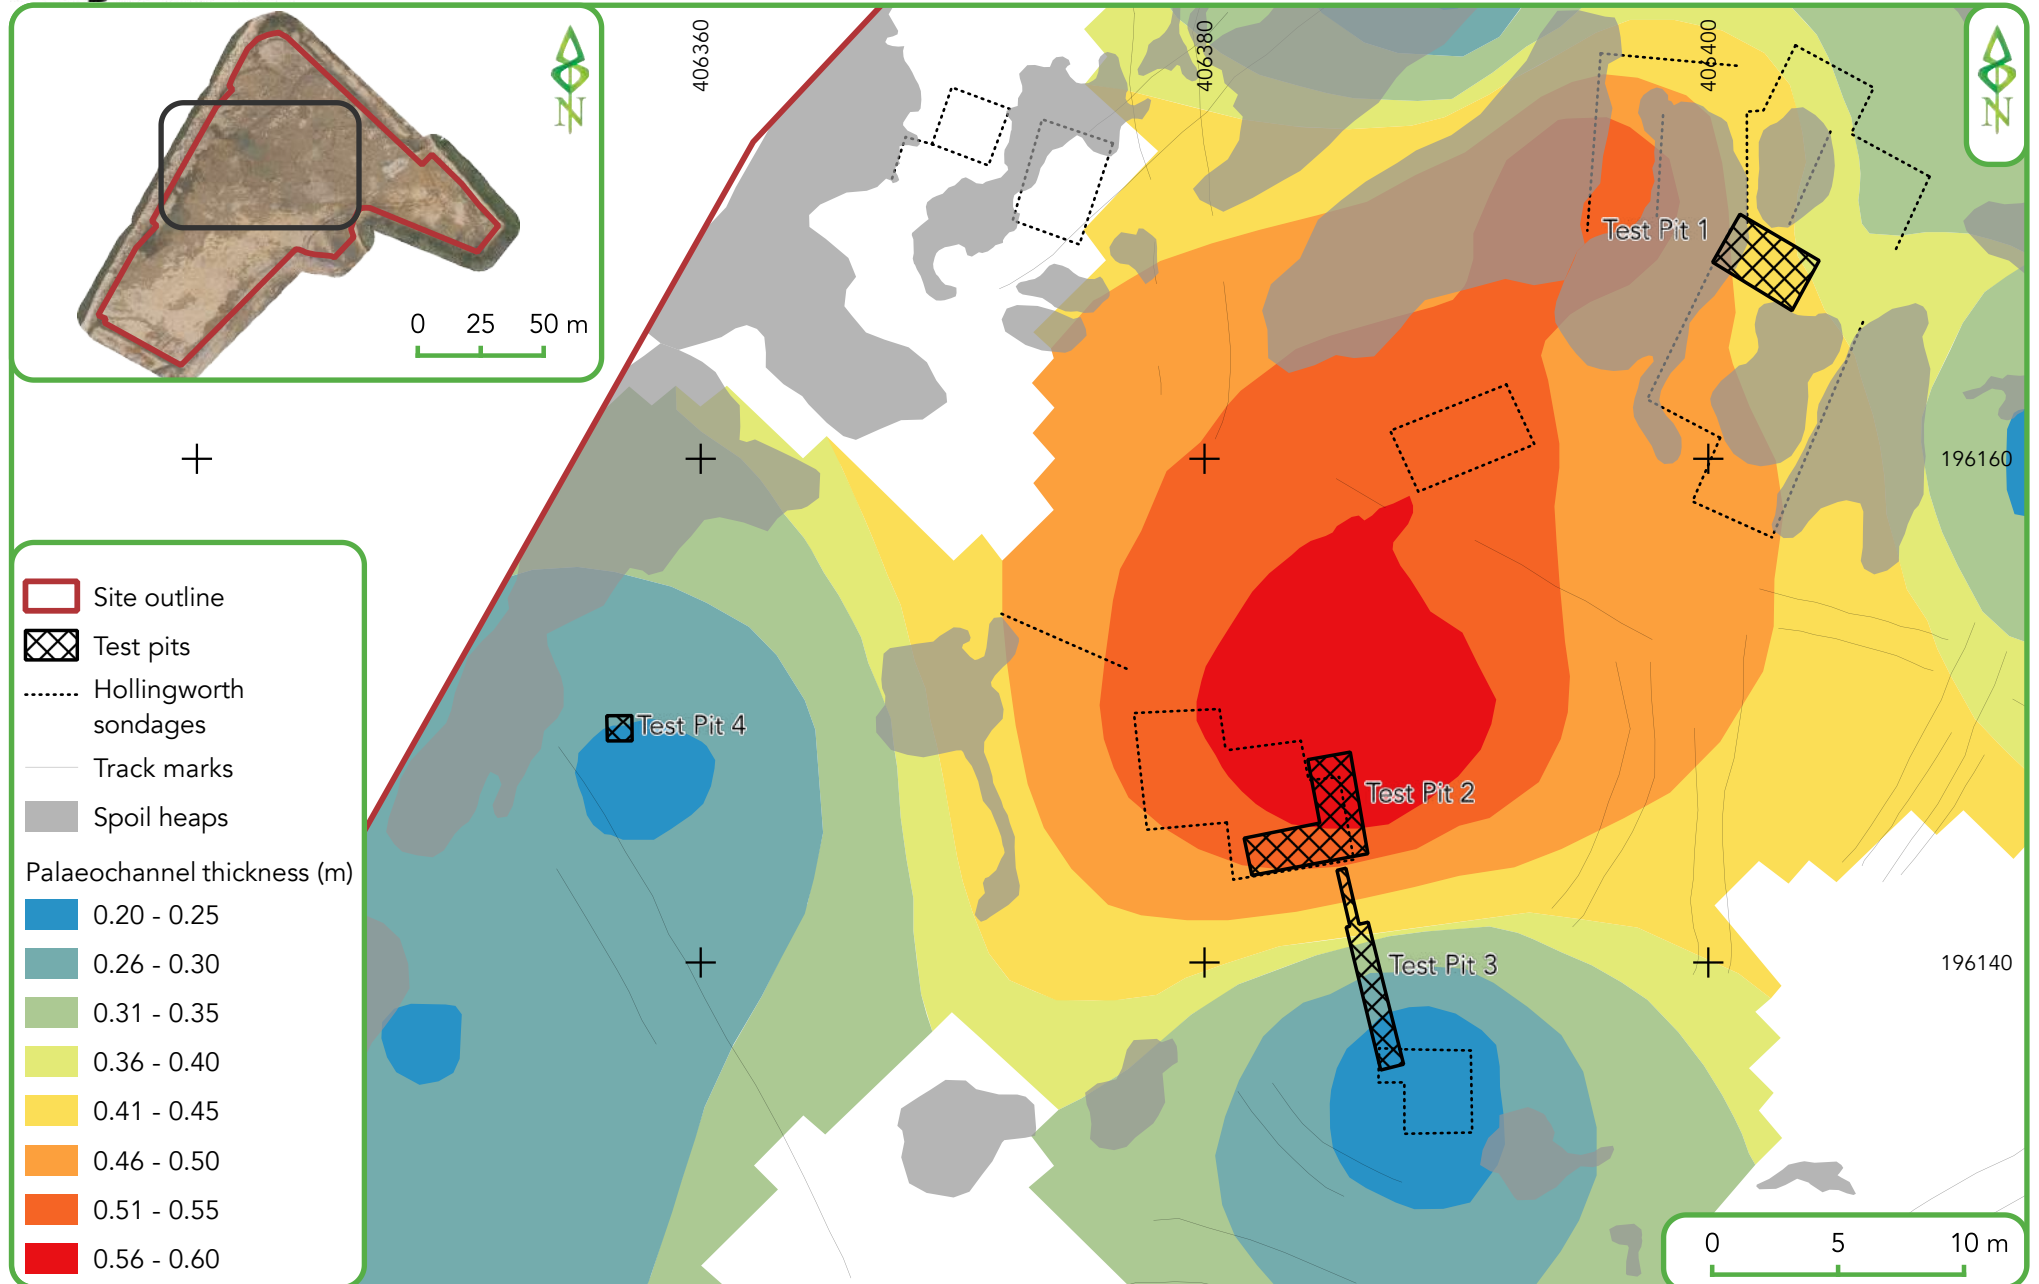 N
0 25 50 m
406360
406380
406400
N
Test Pit 1
196160
Site outline
Test pits
Hollingworth
sondages
Track marks
Spoil heaps
Palaeochannel thickness (m)
0.20 - 0.25
0.26 - 0.30
0.31 - 0.35
0.36 - 0.40
0.41 - 0.45
0.46 - 0.50
0.51 - 0.55
0.56 - 0.60
Test Pit 4
Test Pit 2
Test Pit 3
196140
0 5 10 m